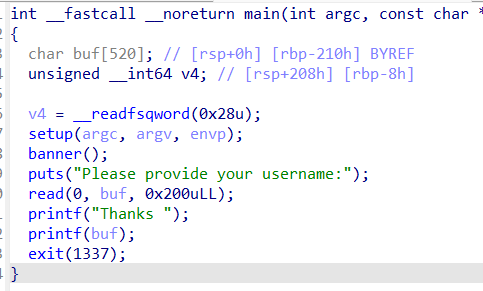 int __fastcall __noreturn main(int argc, const char *
{
char buf[520]; // [rsp+0h] [rbp-210h] BYREF
unsigned __int64 v4; // [rsp+208h] [rbp-8h]
v4 = __readfsqword(0x28u);
setup(argc, argv, envp);
banner();
puts("Please provide your username:");
read(0, buf, 0x200uLL);
printf("Thanks ");
printf(buf);
exit(1337);
}